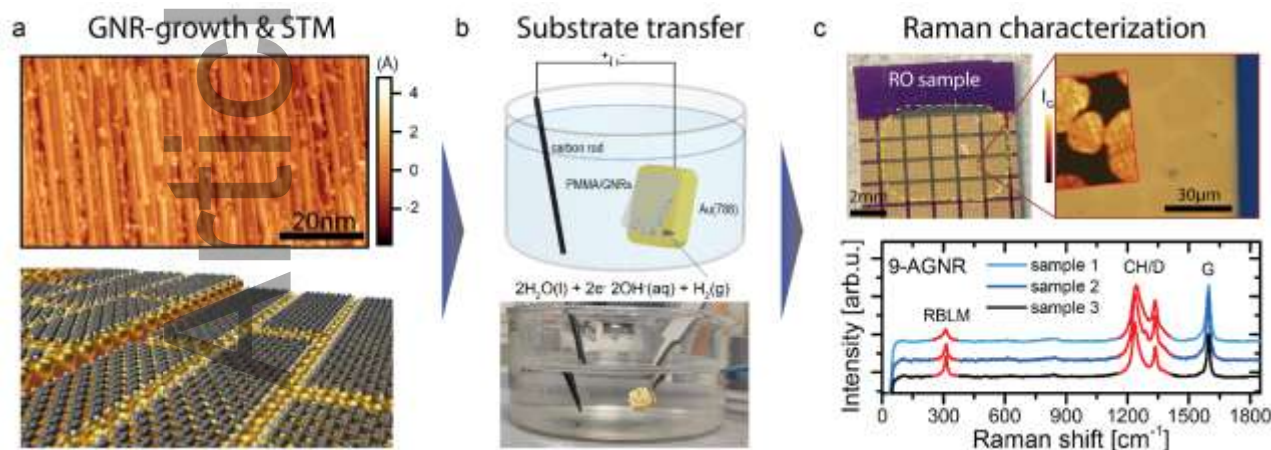 a GNR-growth & STM
(A)
4
2
0
-2
20nm
Artic
b Substrate transfer
+ -
carbon rod
PMMA/GNRs
Au(788)
2H₂O(l) + 2e⁻ 2OH⁻(aq) + H₂(g)
c Raman characterization
RO sample
2mm
I_G
30μm
9-AGNR
sample 1
sample 2
sample 3
RBLM
CH/D
G
Intensity [arb.u.]
0 300 600 900 1200 1500 1800
Raman shift [cm⁻¹]